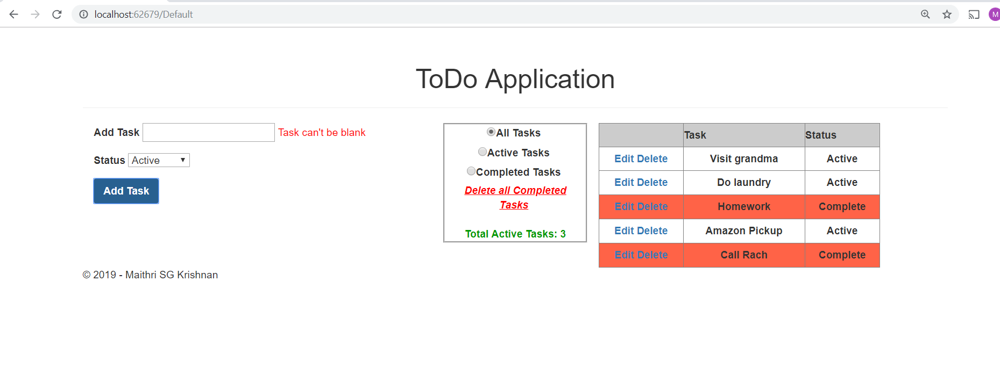 localhost:62679/Default
M
ToDo Application
Add Task Task can't be blank
Status Active
Add Task
All Tasks
Active Tasks
Completed Tasks
Delete all Completed
Tasks
Total Active Tasks: 3
Task Status
Edit Delete Visit grandma Active
Edit Delete Do laundry Active
Edit Delete Homework Complete
Edit Delete Amazon Pickup Active
Edit Delete Call Rach Complete
© 2019 - Maithri SG Krishnan